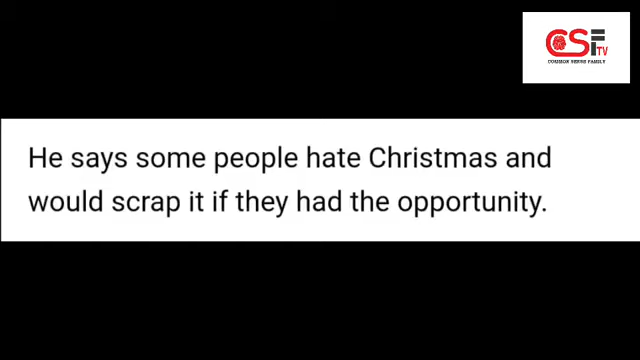 CSF TV
COMMON SENSE FAMILY
He says some people hate Christmas and
would scrap it if they had the opportunity.